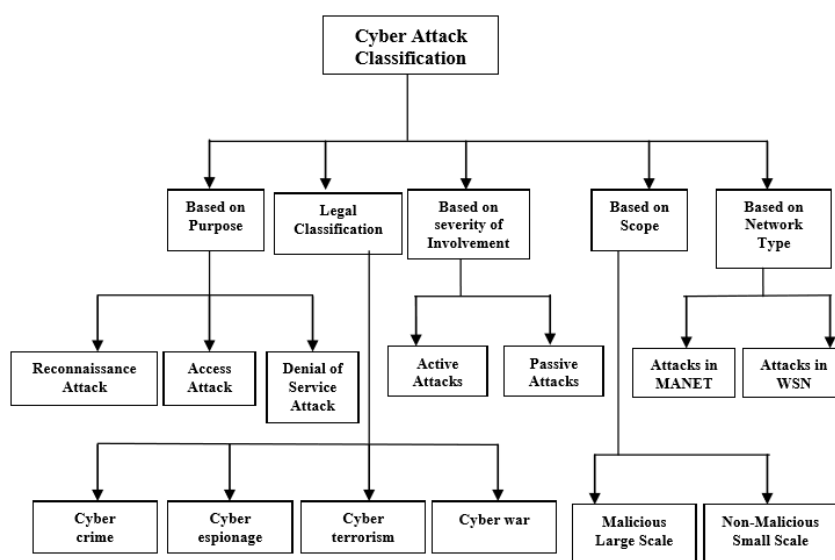 Cyber Attack
Classification
Based on
Purpose
Legal
Classification
Based on
severity of
Involvement
Based on
Scope
Based on
Network
Type
Reconnaissance
Attack
Access
Attack
Denial of
Service
Attack
Active
Attacks
Passive
Attacks
Attacks in
MANET
Attacks in
WSN
Cyber
crime
Cyber
espionage
Cyber
terrorism
Cyber war
Malicious
Large Scale
Non-Malicious
Small Scale